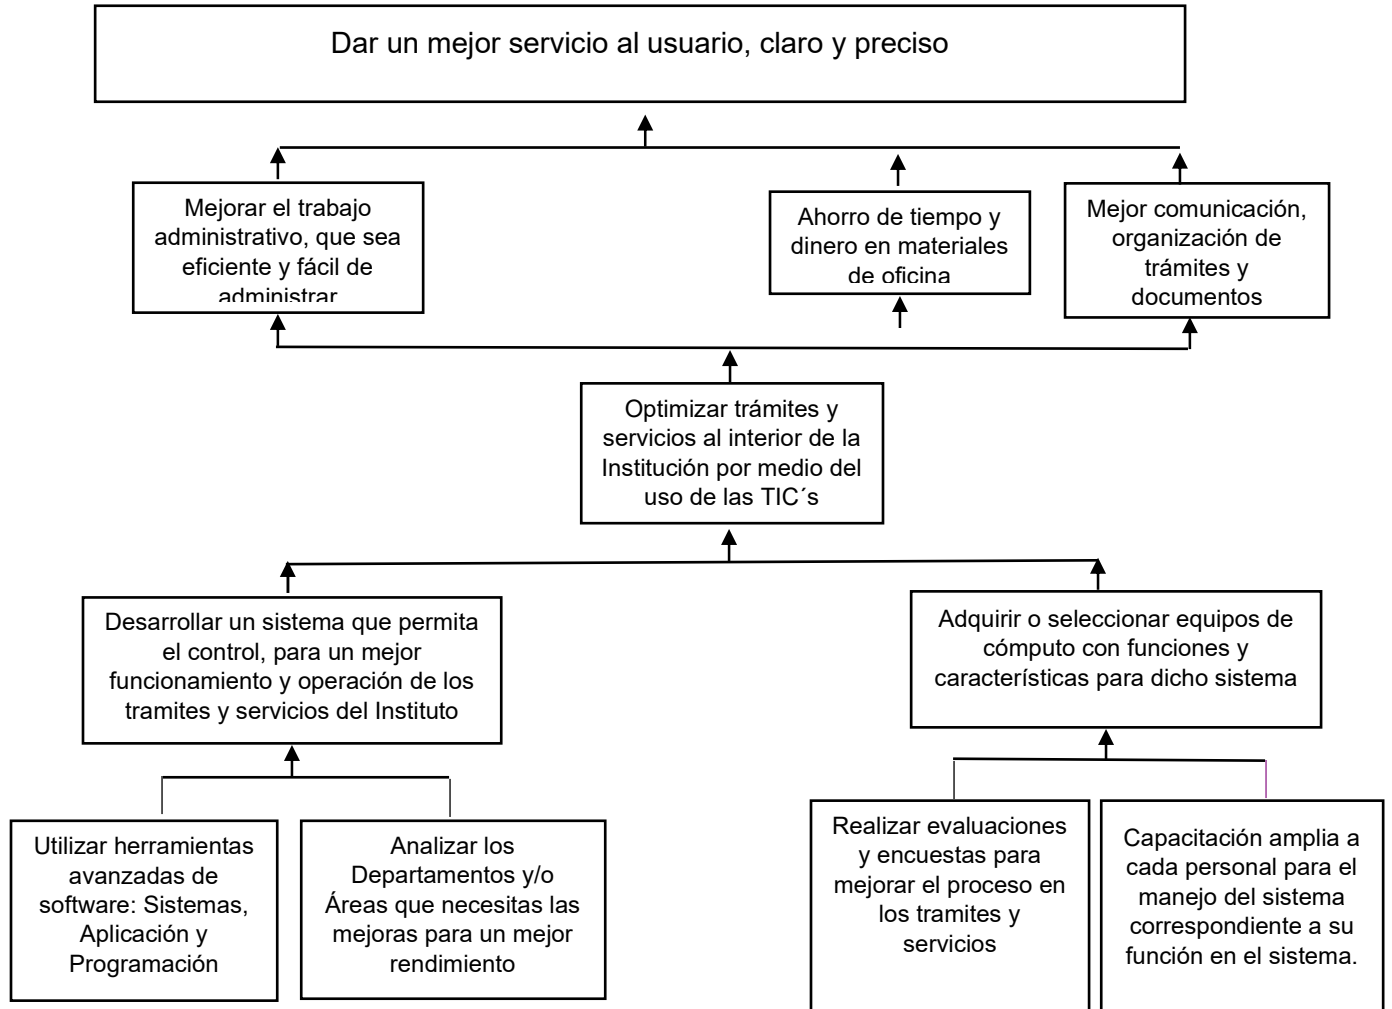 Dar un mejor servicio al usuario, claro y preciso
Mejorar el trabajo
administrativo, que sea
eficiente y fácil de
administrar
Ahorro de tiempo y
dinero en materiales
de oficina
Mejor comunicación,
organización de
trámites y
documentos
Optimizar trámites y
servicios al interior de la
Institución por medio del
uso de las TIC´s
Desarrollar un sistema que permita
el control, para un mejor
funcionamiento y operación de los
tramites y servicios del Instituto
Adquirir o seleccionar equipos de
cómputo con funciones y
características para dicho sistema
Utilizar herramientas
avanzadas de
software: Sistemas,
Aplicación y
Programación
Analizar los
Departamentos y/o
Áreas que necesitas las
mejoras para un mejor
rendimiento
Realizar evaluaciones
y encuestas para
mejorar el proceso en
los tramites y
servicios
Capacitación amplia a
cada personal para el
manejo del sistema
correspondiente a su
función en el sistema.